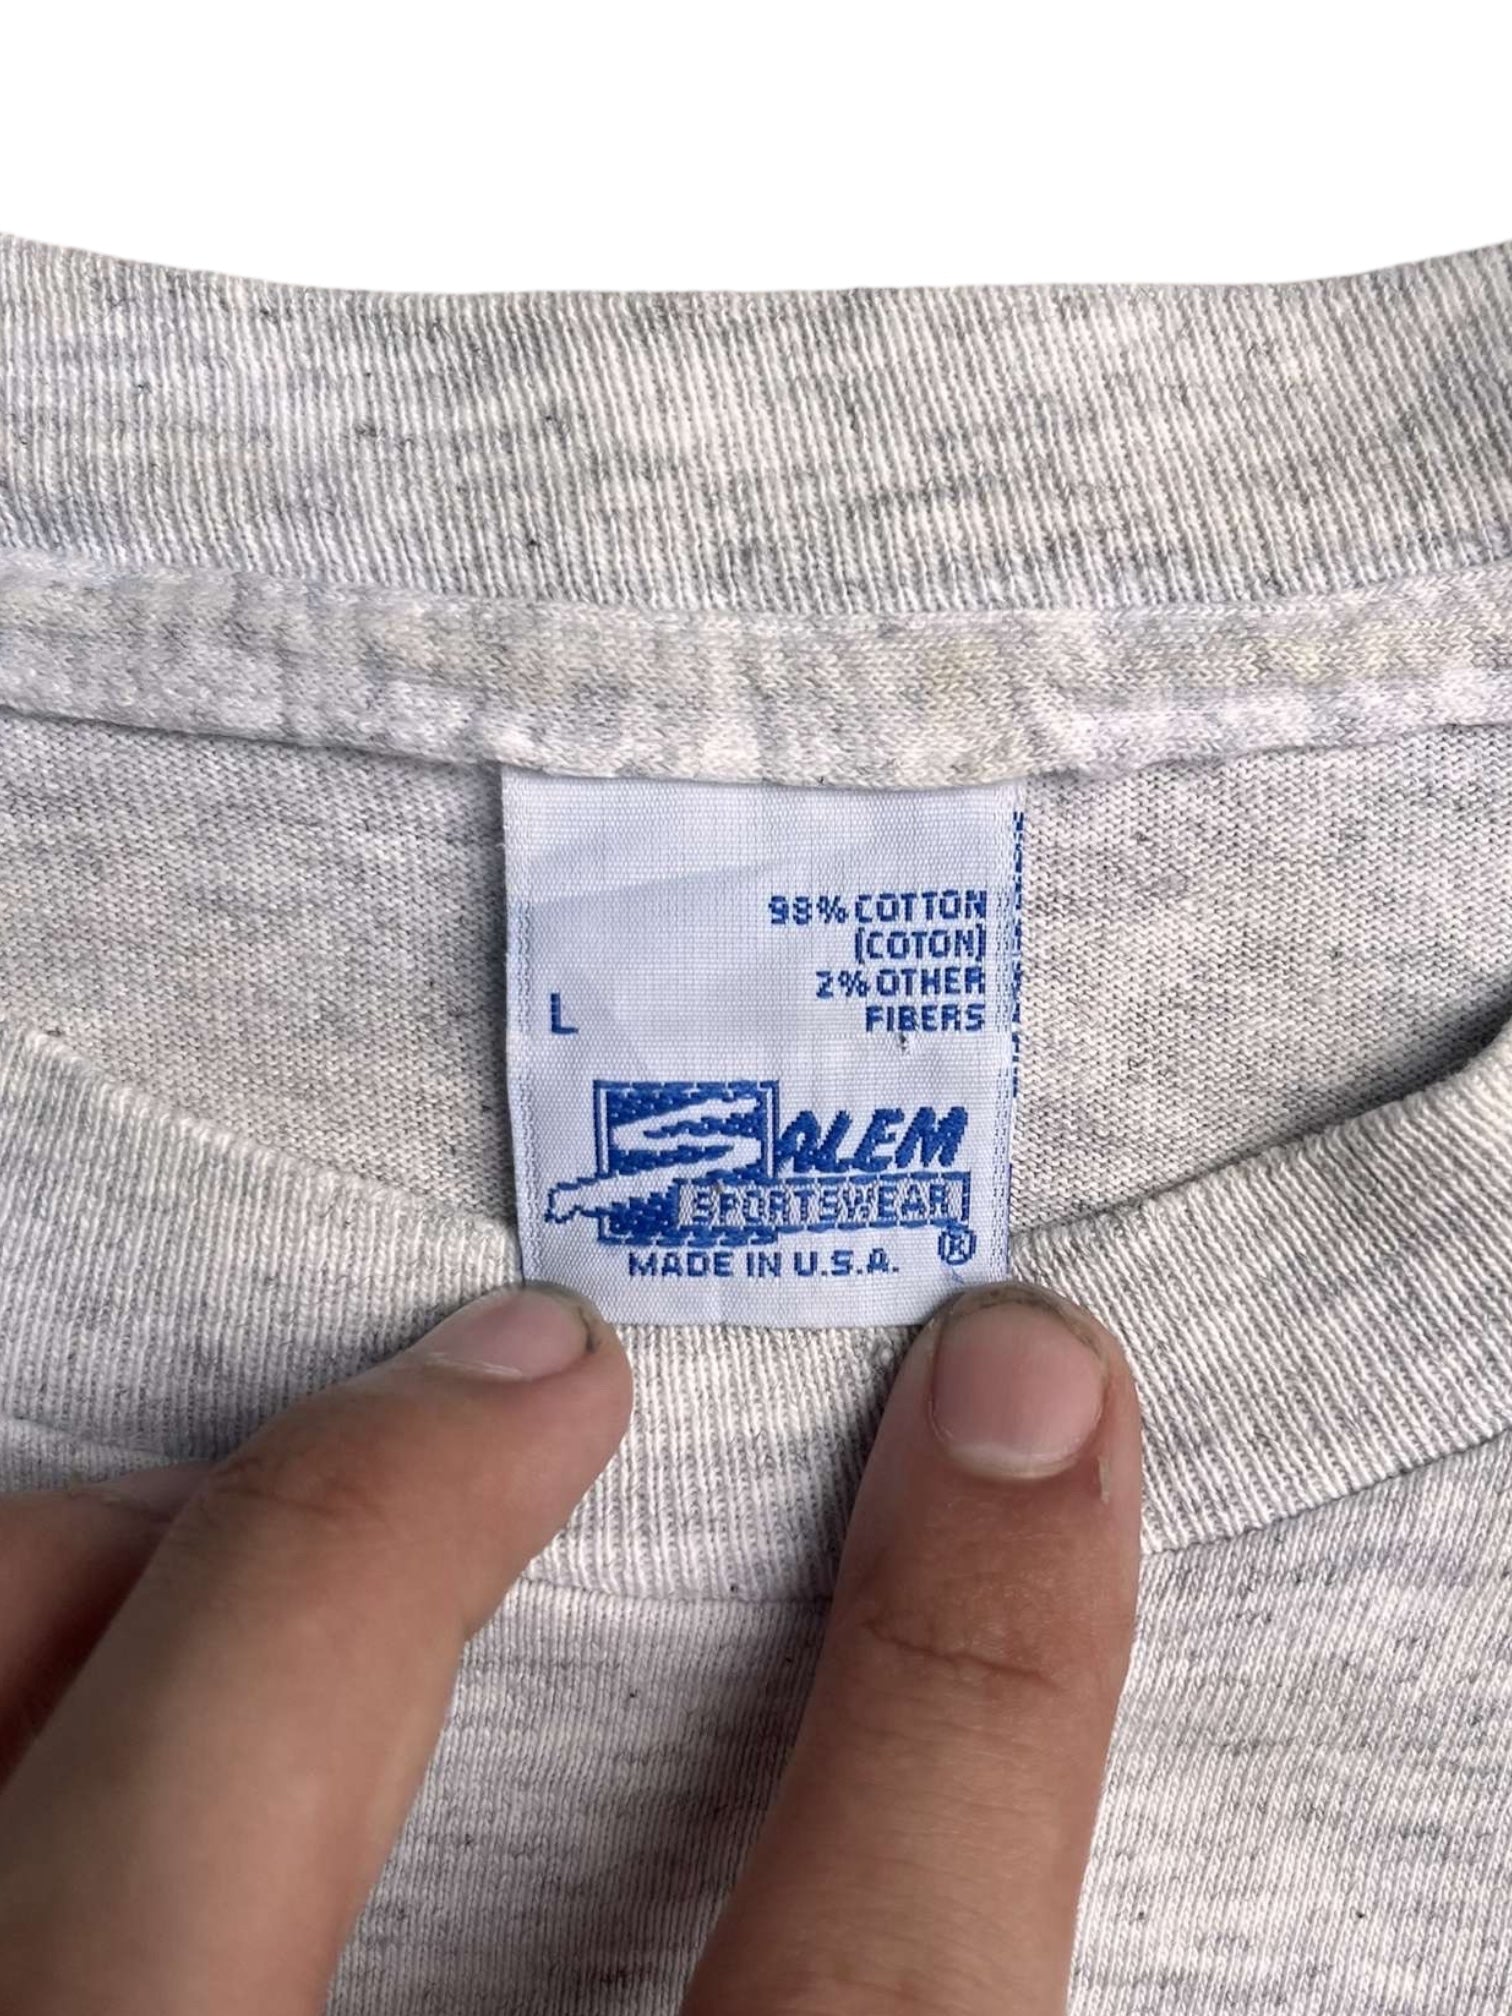 98% COTTON
(COTON)
2% OTHER
FIBERS
L
SALEM
SPORTSWEAR
®
MADE IN U.S.A.